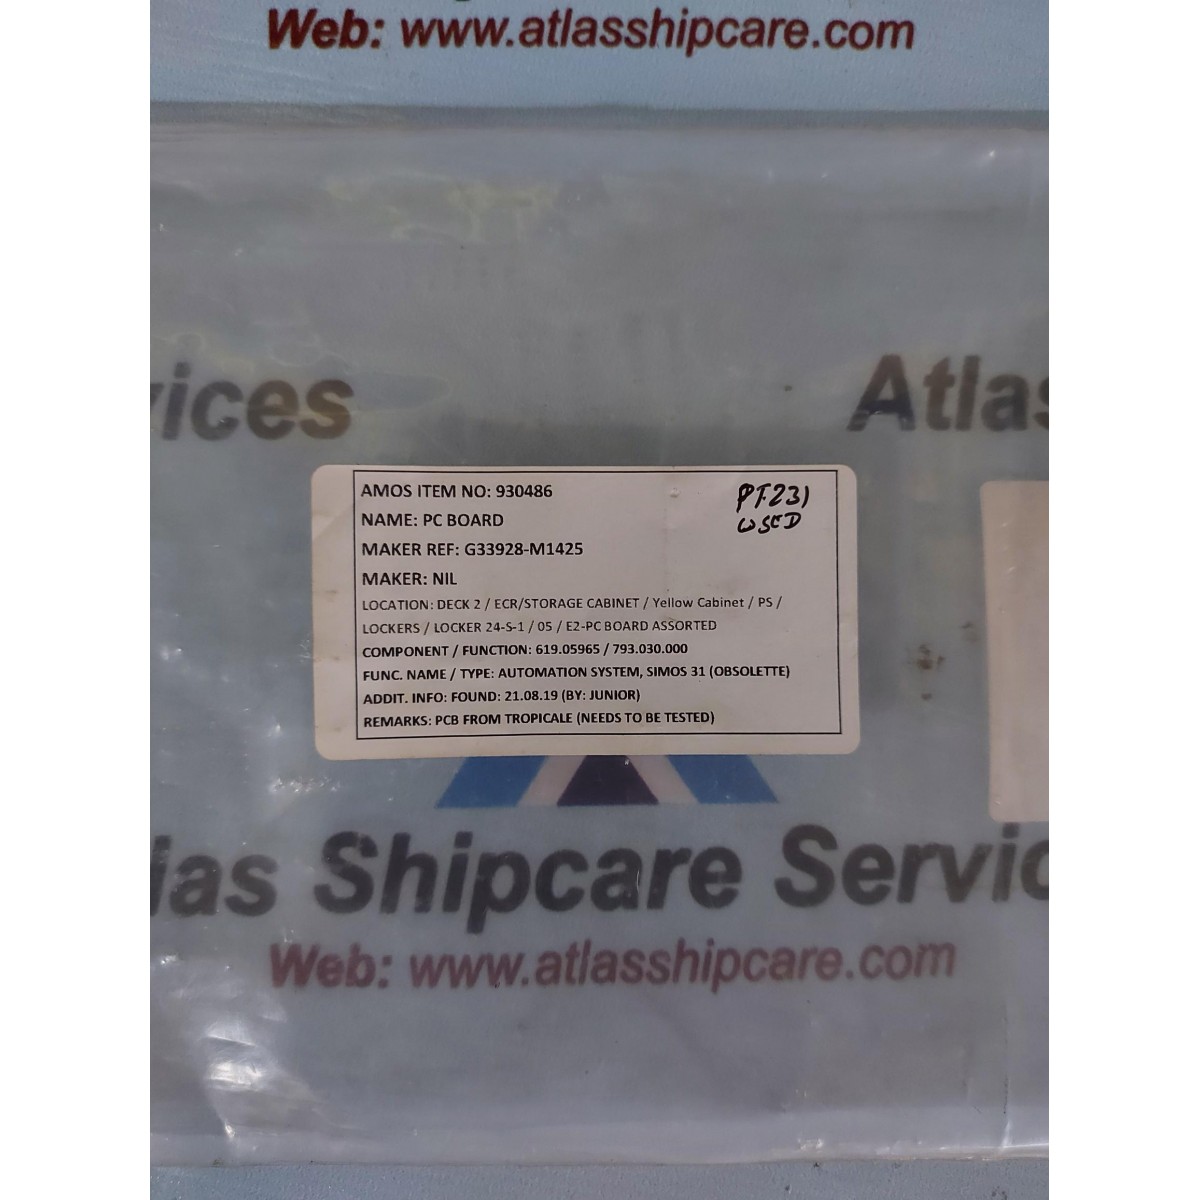 Web: www.atlasshipcare.com
vices
Atlas
AMOS ITEM NO: 930486
PT-231
NAME: PC BOARD
USED
MAKER REF: G33928-M1425
MAKER: NIL
LOCATION: DECK 2 / ECR/STORAGE CABINET / Yellow Cabinet / PS /
LOCKERS / LOCKER 24-S-1 / 05 / E2-PC BOARD ASSORTED
COMPONENT / FUNCTION: 619.05965 / 793.030.000
FUNC. NAME / TYPE: AUTOMATION SYSTEM, SIMOS 31 (OBSOLETTE)
ADDIT. INFO: FOUND: 21.08.19 (BY: JUNIOR)
REMARKS: PCB FROM TROPICALE (NEEDS TO BE TESTED)
las Shipcare Servic
Web: www.atlasshipcare.com